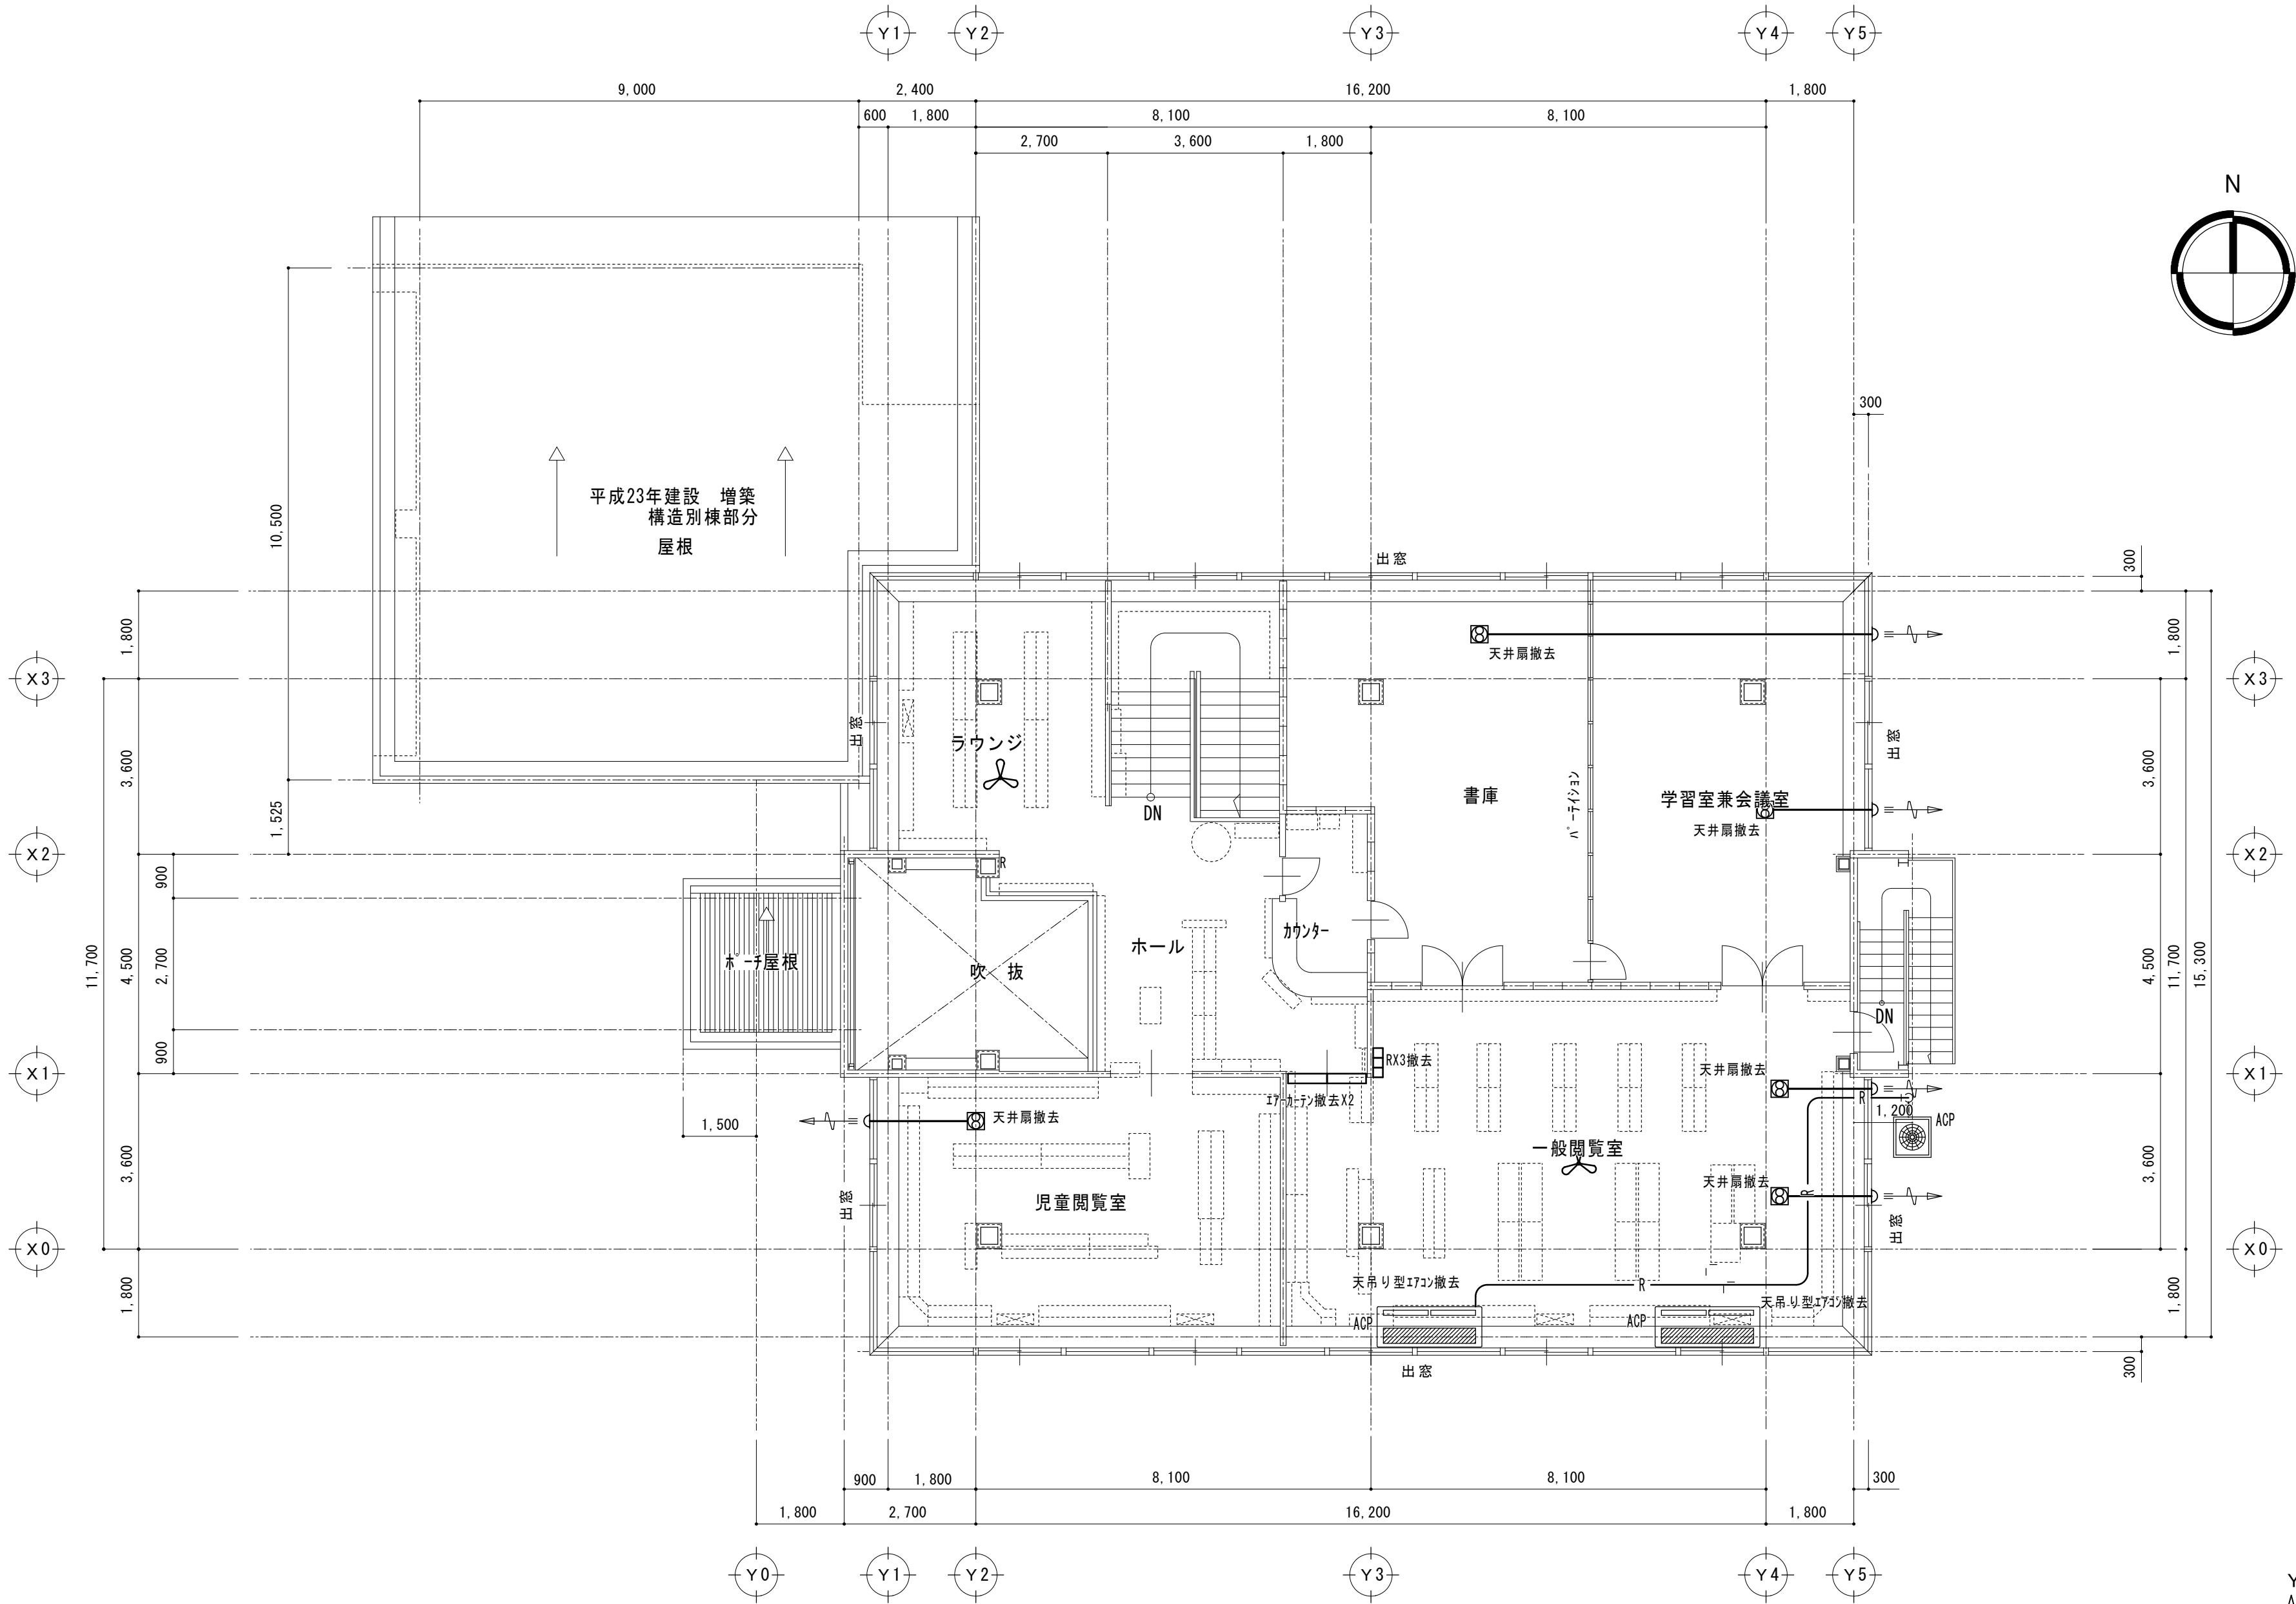 Y1
Y2
Y3
Y4
Y5
9,000
2,400
16,200
1,800
600
1,800
8,100
8,100
2,700
3,600
1,800
N
300
平成23年建設　増築
構造別棟部分
屋根
10,500
出窓
300
1,800
天井扇撤去
1,800
X3
X3
出窓
ラウンジ
出窓
3,600
パーテイション
書庫
学習室兼会議室
3,600
1,525
DN
天井扇撤去
X2
R
X2
900
カウンター
ホール
11,700
4,500
2,700
ポーチ屋根
吹　抜
4,500
11,700
15,300
DN
900
RX3撤去
天井扇撤去
X1
X1
エアーカーテン撤去X2
R
1,200
ACP
1,500
天井扇撤去
一般閲覧室
3,600
天井扇撤去
3,600
R
出窓
児童閲覧室
出窓
X0
X0
天吊り型エアコン撤去
R
1,800
天吊り型エアコン撤去
1,800
ACP
ACP
出窓
300
900
1,800
8,100
8,100
300
1,800
2,700
16,200
1,800
Y0
Y1
Y2
Y3
Y4
Y5